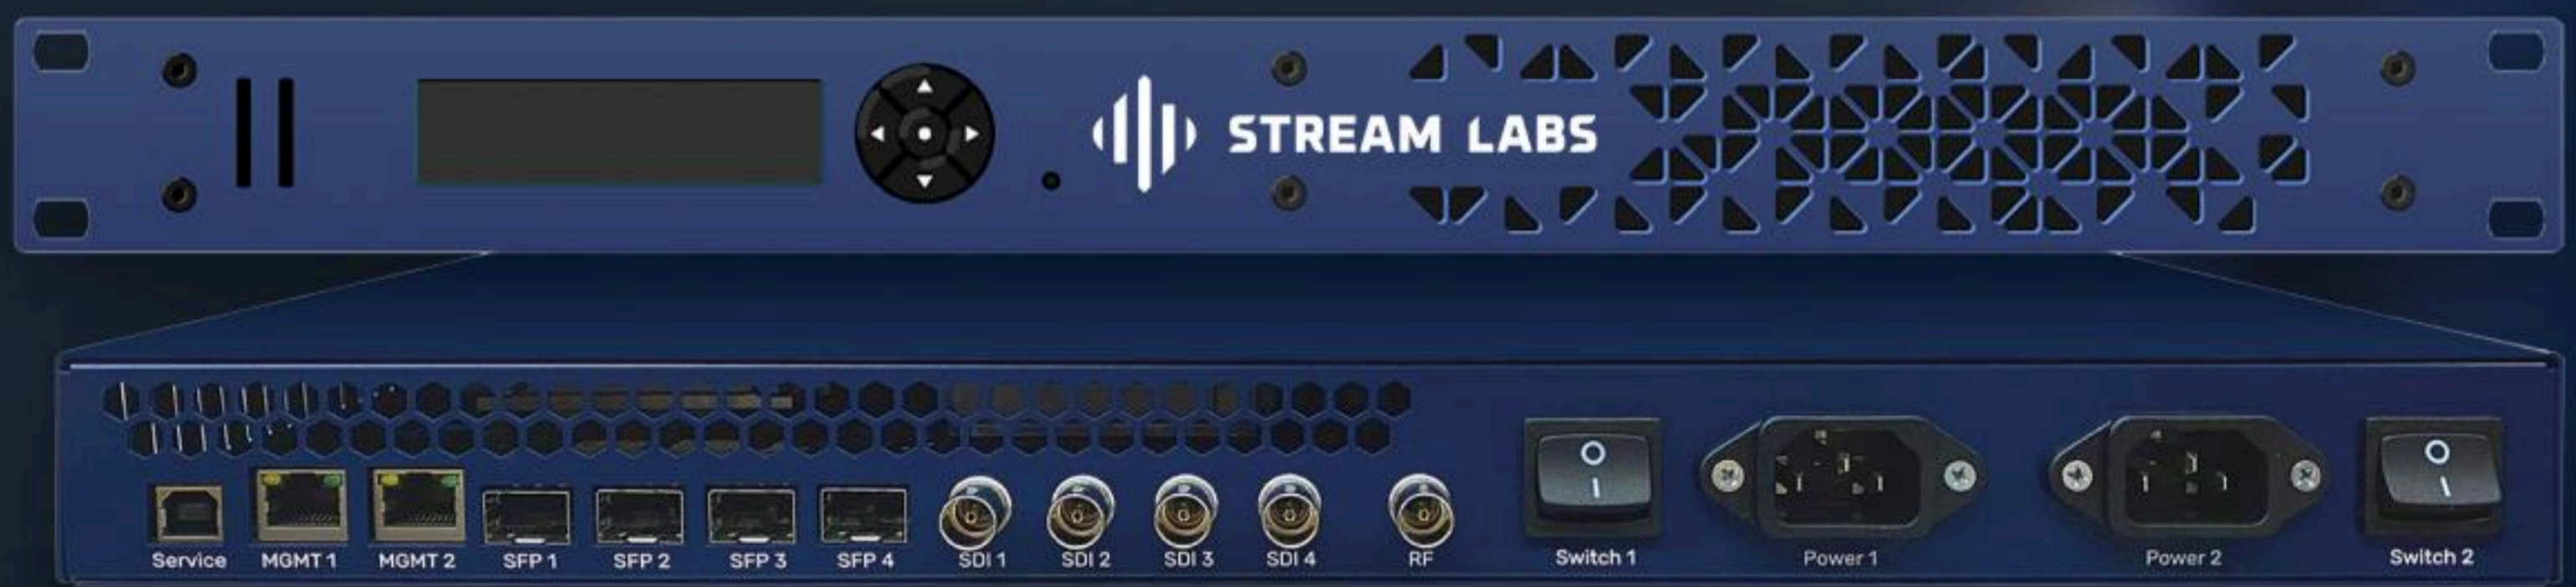 STREAM LABS
Service MGMT 1 MGMT 2 SFP 1 SFP 2 SFP 3 SFP 4 SDI 1 SDI 2 SDI 3 SDI 4 RF Switch 1 Power 1 Power 2 Switch 2